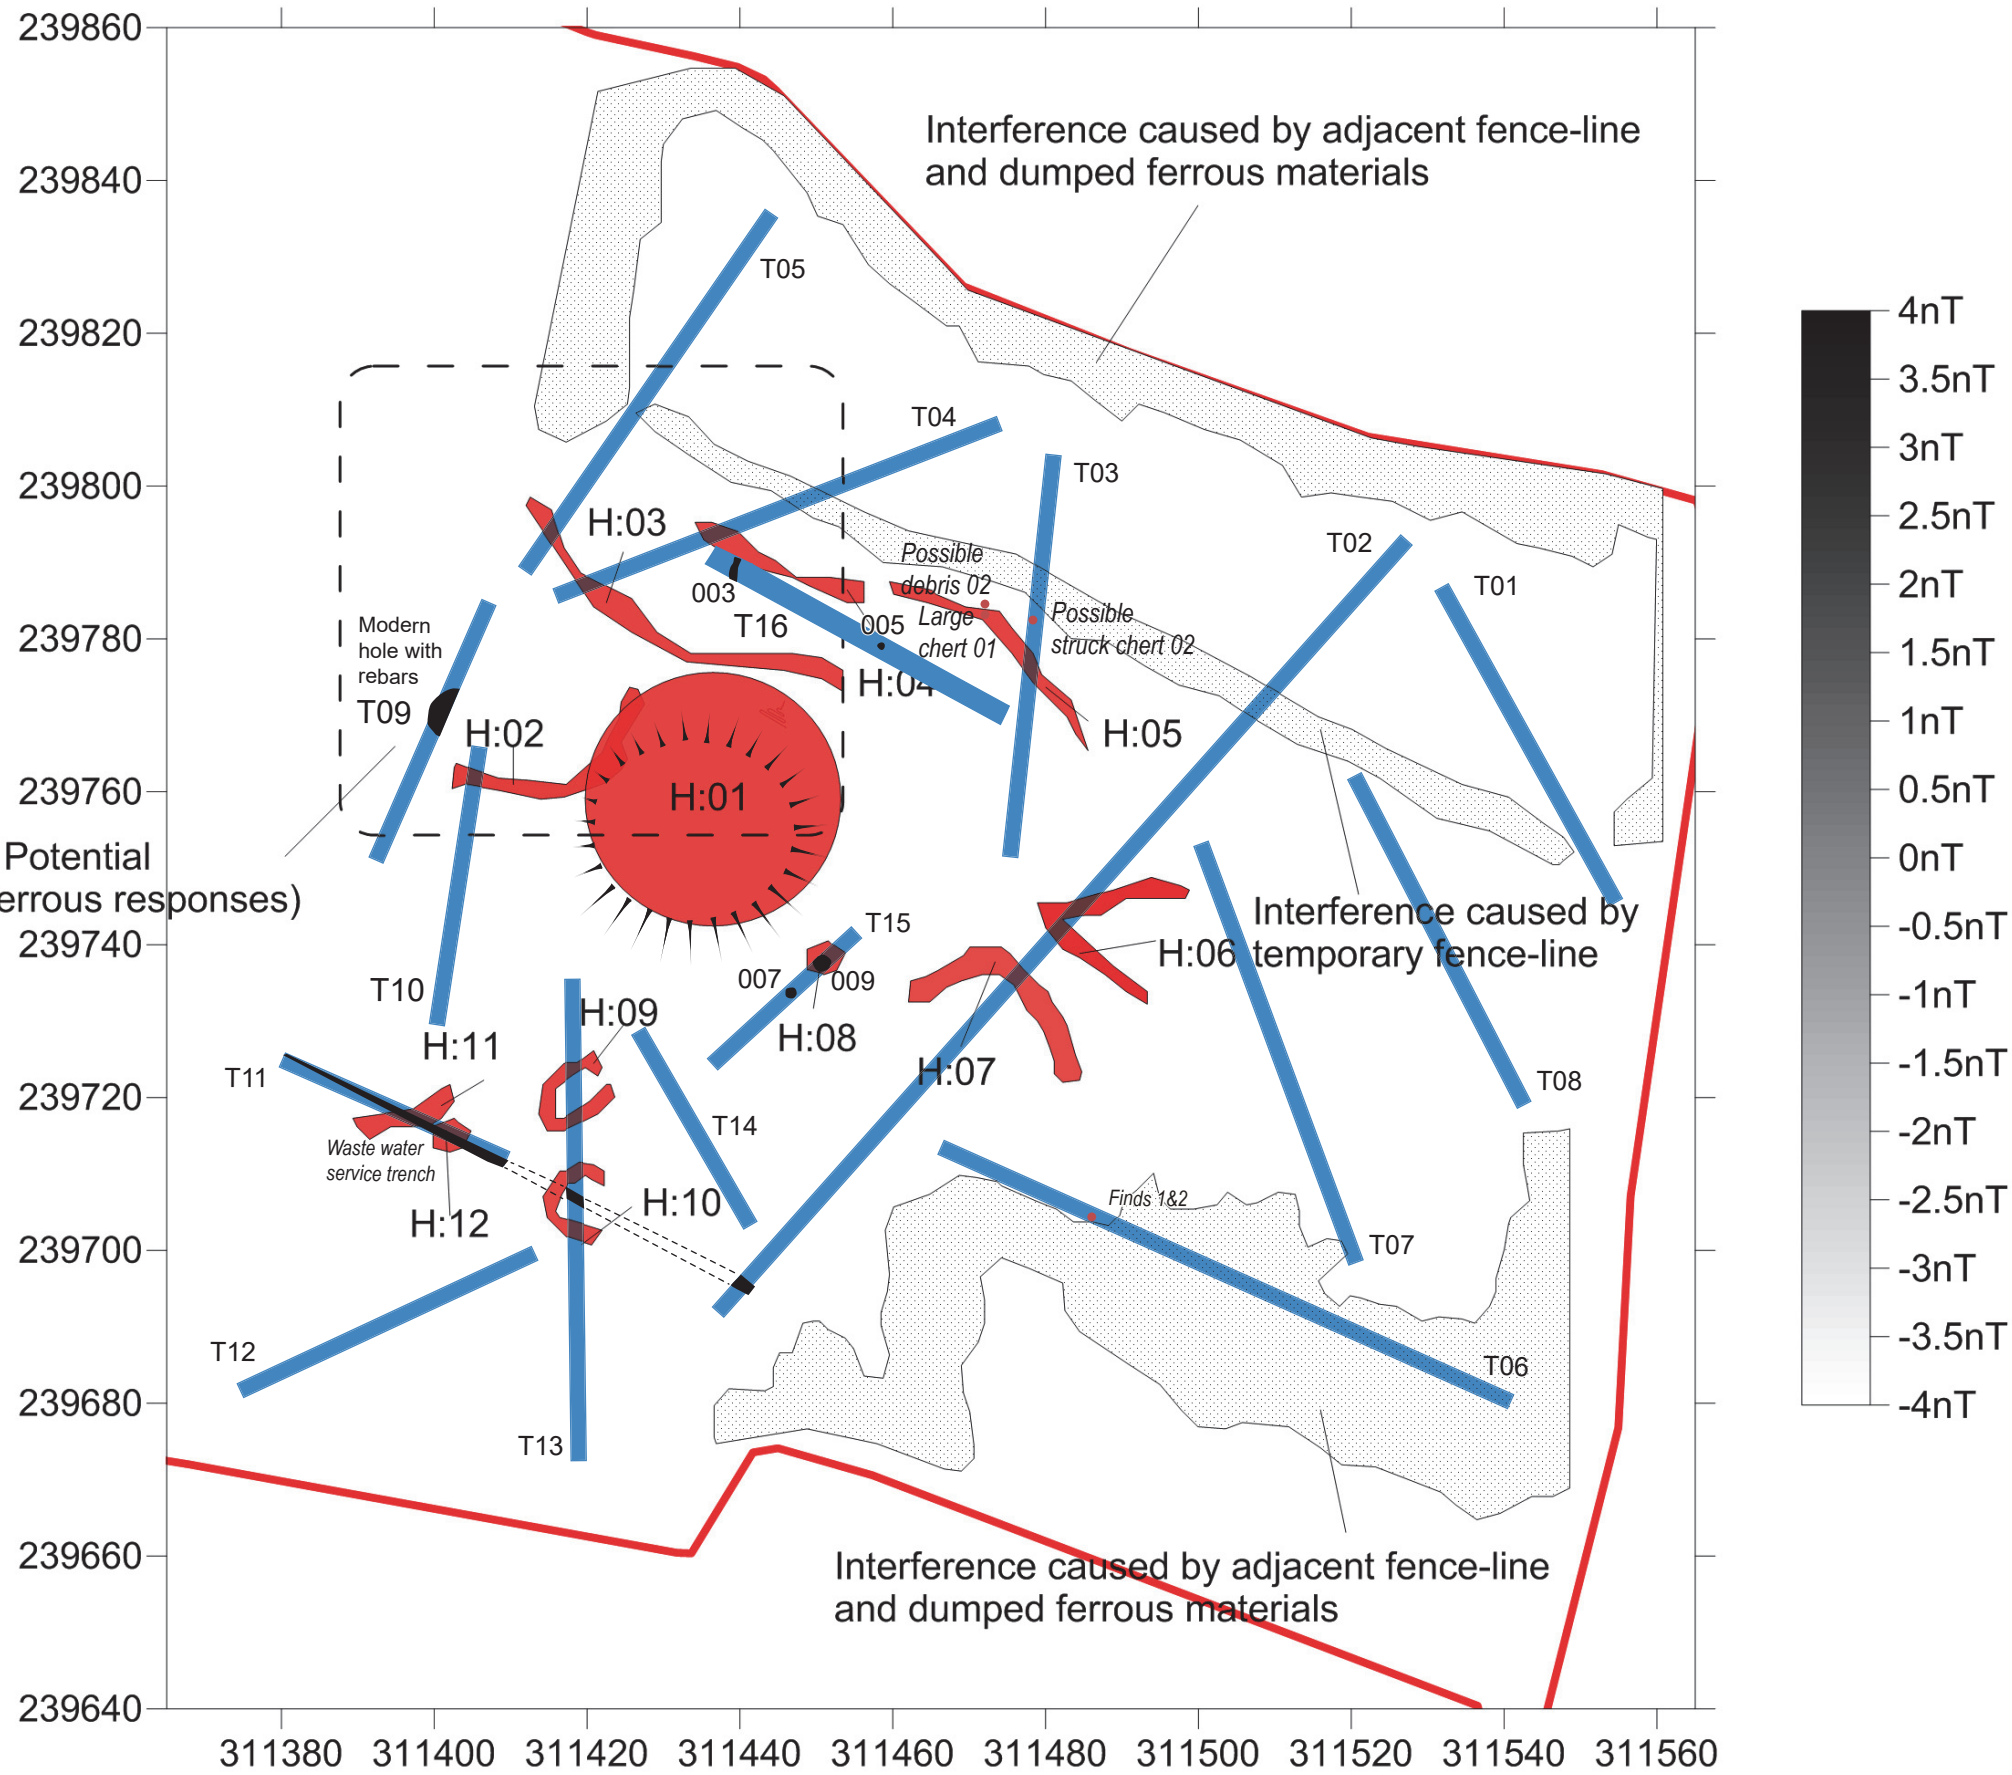 239860
239840
239820
239800
239780
239760
239740
239720
239700
239680
239660
239640
Interference caused by adjacent fence-line
and dumped ferrous materials
T05
T04
T03
T02
T01
H:03
Possible
debris 02
Large
chert 01
Possible
struck chert 02
003
T16
005
H:04
H:05
Modern
hole with
rebars
T09
H:02
H:01
Potential
errous responses)
T10
T15
007
009
H:08
H:06
H:07
Interference caused by
temporary fence-line
H:09
H:11
T11
T14
T08
Waste water
service trench
H:12
H:10
Finds 1&2
T07
T12
T06
T13
Interference caused by adjacent fence-line
and dumped ferrous materials
311380 311400 311420 311440 311460 311480 311500 311520 311540 311560
4nT
3.5nT
3nT
2.5nT
2nT
1.5nT
1nT
0.5nT
0nT
-0.5nT
-1nT
-1.5nT
-2nT
-2.5nT
-3nT
-3.5nT
-4nT